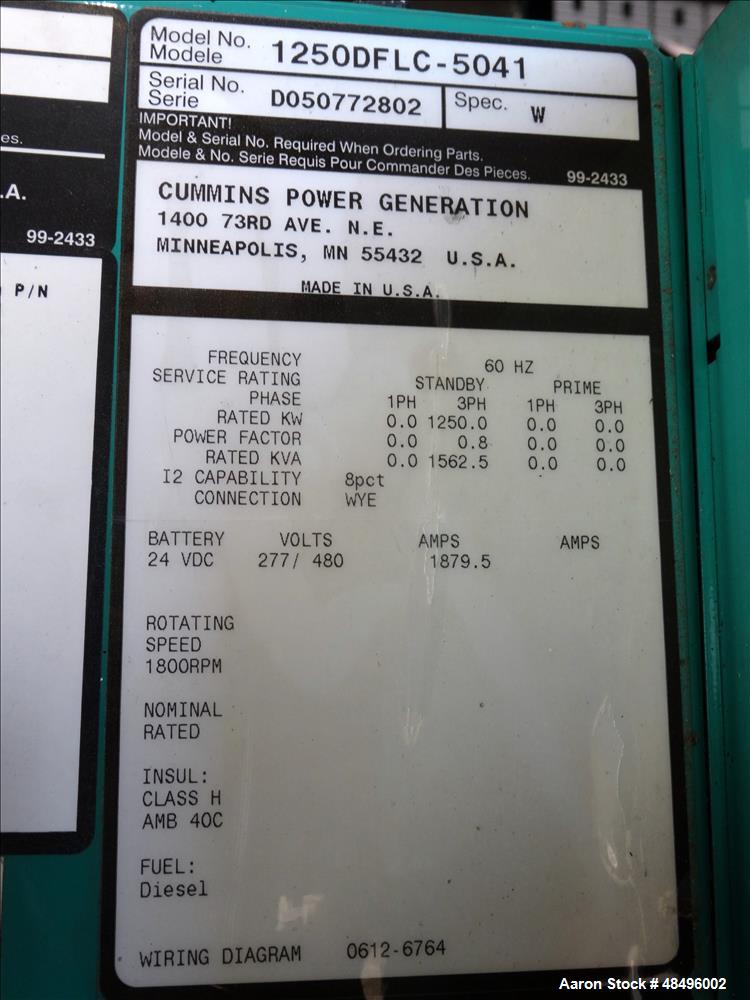 Model No.
Modele
1250DFLC-5041
Serial No.
Serie
D050772802
Spec.
W
IMPORTANT!
Model & Serial No. Required When Ordering Parts.
Modele & No. Serie Requis Pour Commander Des Pieces.
99-2433
CUMMINS POWER GENERATION
1400 73RD AVE. N.E.
MINNEAPOLIS, MN 55432 U.S.A.
MADE IN U.S.A.
FREQUENCY 60 HZ
SERVICE RATING STANDBY PRIME
PHASE 1PH 3PH 1PH 3PH
RATED KW 0.0 1250.0 0.0 0.0
POWER FACTOR 0.0 0.8 0.0 0.0
RATED KVA 0.0 1562.5 0.0 0.0
I2 CAPABILITY 8pct
CONNECTION WYE
BATTERY VOLTS AMPS AMPS
24 VDC 277/ 480 1879.5
ROTATING
SPEED
1800RPM
NOMINAL
RATED
INSUL:
CLASS H
AMB 40C
FUEL:
Diesel
WIRING DIAGRAM 0612-6764
es.
.A.
99-2433
P/N
Aaron Stock # 48496002